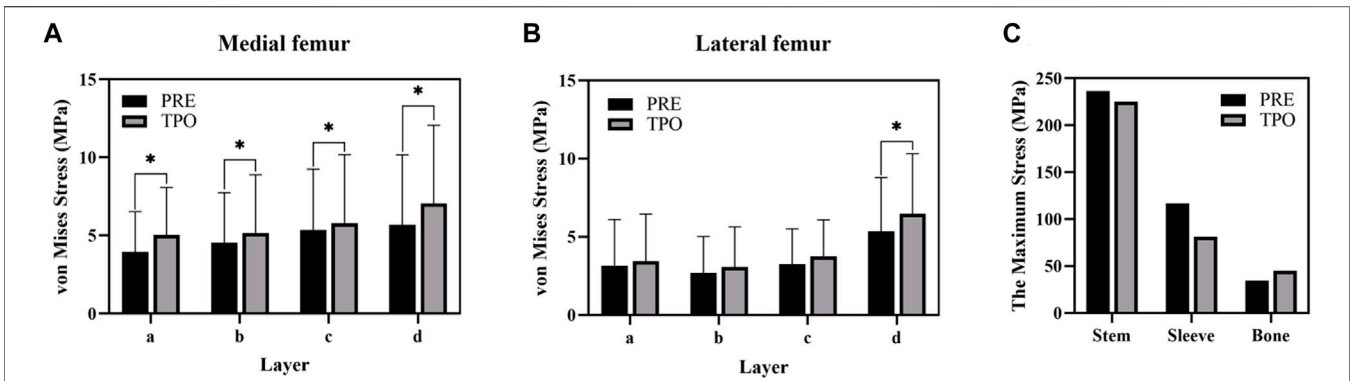 A
Medial femur
von Mises Stress (MPa)
15
10
5
0
PRE
TPO
*
*
*
*
a b c d
Layer
B
Lateral femur
von Mises Stress (MPa)
15
10
5
0
PRE
TPO
*
a b c d
Layer
C
The Maximum Stress (MPa)
250
200
150
100
50
0
PRE
TPO
Stem Sleeve Bone